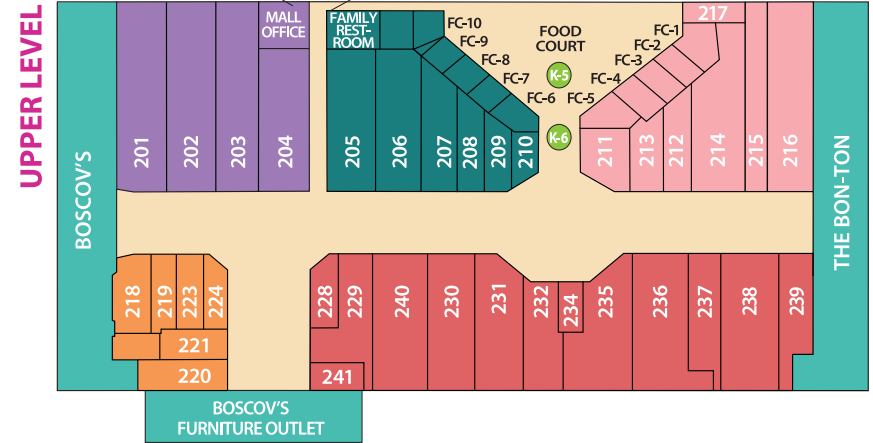 UPPER LEVEL
BOSCOV'S
MALL
OFFICE
FAMILY
REST-
ROOM
FC-10
FC-9
FC-8
FC-7
FC-6
FOOD
COURT
K-5
K-6
FC-1
FC-2
FC-3
FC-4
FC-5
217
201
202
203
204
205
206
207
208
209
210
211
213
212
214
215
216
THE BON-TON
218
219
223
224
221
220
228
229
240
230
231
232
234
235
236
237
238
239
241
BOSCOV'S
FURNITURE OUTLET